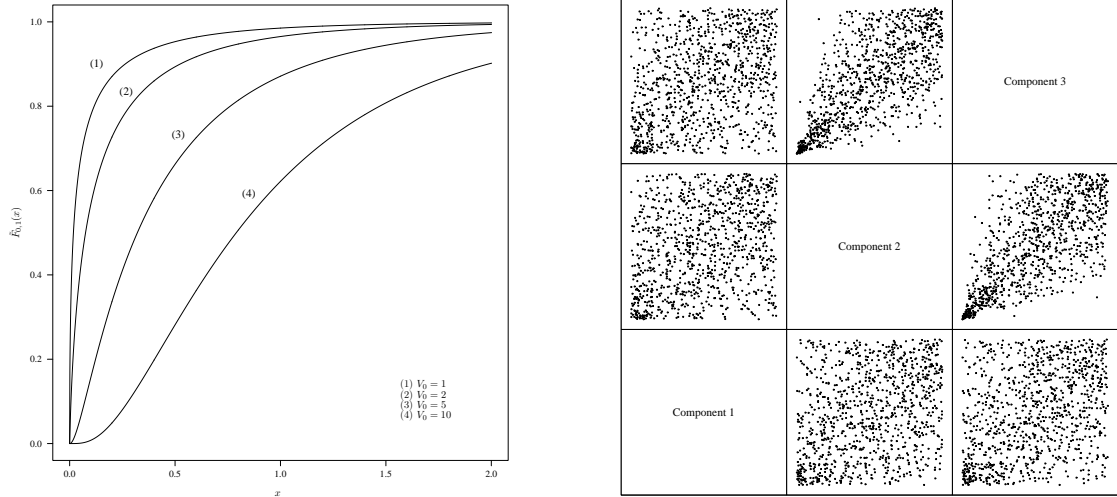 1.0
0.8
0.6
0.4
0.2
0.0
F̃₀,₁(x)
(1)
(2)
(3)
(4)
(1) V₀ = 1
(2) V₀ = 2
(3) V₀ = 5
(4) V₀ = 10
0.0 0.5 1.0 1.5 2.0
x
Component 3
Component 2
Component 1